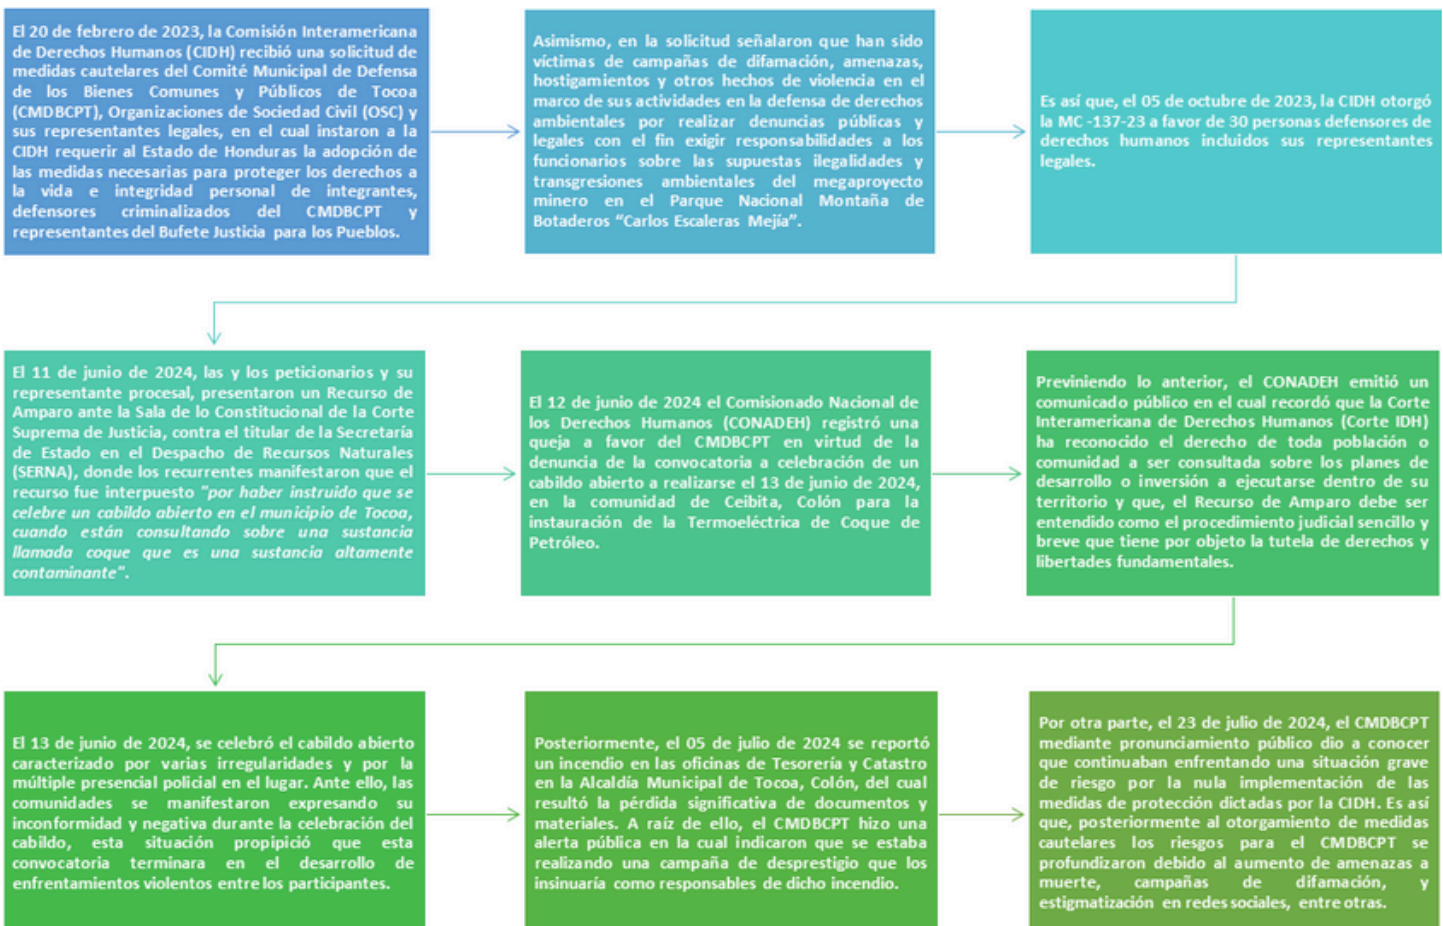 El 20 de febrero de 2023, la Comisión Interamericana
de Derechos Humanos (CIDH) recibió una solicitud de
medidas cautelares del Comité Municipal de Defensa
de los Bienes Comunes y Públicos de Tocoa
(CMDBCPT), Organizaciones de Sociedad Civil (OSC) y
sus representantes legales, en el cual instaron a la
CIDH requerir al Estado de Honduras la adopción de
las medidas necesarias para proteger los derechos a
la vida e integridad personal de integrantes,
defensores criminalizados del CMDBCPT y
representantes del Bufete Justicia para los Pueblos.
Asimismo, en la solicitud señalaron que han sido
víctimas de campañas de difamación, amenazas,
hostigamientos y otros hechos de violencia en el
marco de sus actividades en la defensa de derechos
ambientales por realizar denuncias públicas y
legales con el fin exigir responsabilidades a los
funcionarios sobre las supuestas ilegalidades y
transgresiones ambientales del megaproyecto
minero en el Parque Nacional Montaña de
Botaderos “Carlos Escaleras Mejía”.
Es así que, el 05 de octubre de 2023, la CIDH otorgó
la MC -137-23 a favor de 30 personas defensores de
derechos humanos incluidos sus representantes
legales.
El 11 de junio de 2024, las y los peticionarios y su
representante procesal, presentaron un Recurso de
Amparo ante la Sala de lo Constitucional de la Corte
Suprema de Justicia, contra el titular de la Secretaría
de Estado en el Despacho de Recursos Naturales
(SERNA), donde los recurrentes manifestaron que el
recurso fue interpuesto "por haber instruido que se
celebre un cabildo abierto en el municipio de Tocoa,
cuando están consultando sobre una sustancia
llamada coque que es una sustancia altamente
contaminante".
El 12 de junio de 2024 el Comisionado Nacional de
los Derechos Humanos (CONADEH) registró una
queja a favor del CMDBCPT en virtud de la
denuncia de la convocatoria a celebración de un
cabildo abierto a realizarse el 13 de junio de 2024,
en la comunidad de Ceibita, Colón para la
instauración de la Termoeléctrica de Coque de
Petróleo.
Previniendo lo anterior, el CONADEH emitió un
comunicado público en el cual recordó que la Corte
Interamericana de Derechos Humanos (Corte IDH)
ha reconocido el derecho de toda población o
comunidad a ser consultada sobre los planes de
desarrollo o inversión a ejecutarse dentro de su
territorio y que, el Recurso de Amparo debe ser
entendido como el procedimiento judicial sencillo y
breve que tiene por objeto la tutela de derechos y
libertades fundamentales.
El 13 de junio de 2024, se celebró el cabildo abierto
caracterizado por varias irregularidades y por la
múltiple presencial policial en el lugar. Ante ello, las
comunidades se manifestaron expresando su
inconformidad y negativa durante la celebración del
cabildo, esta situación propipició que esta
convocatoria terminara en el desarrollo de
enfrentamientos violentos entre los participantes.
Posteriormente, el 05 de julio de 2024 se reportó
un incendio en las oficinas de Tesorería y Catastro
en la Alcaldía Municipal de Tocoa, Colón, del cual
resultó la pérdida significativa de documentos y
materiales. A raíz de ello, el CMDBCPT hizo una
alerta pública en la cual indicaron que se estaba
realizando una campaña de desprestigio que los
insinuaría como responsables de dicho incendio.
Por otra parte, el 23 de julio de 2024, el CMDBCPT
mediante pronunciamiento público dio a conocer
que continuaban enfrentando una situación grave
de riesgo por la nula implementación de las
medidas de protección dictadas por la CIDH. Es así
que, posteriormente al otorgamiento de medidas
cautelares los riesgos para el CMDBCPT se
profundizaron debido al aumento de amenazas a
muerte, campañas de difamación, y
estigmatización en redes sociales, entre otras.